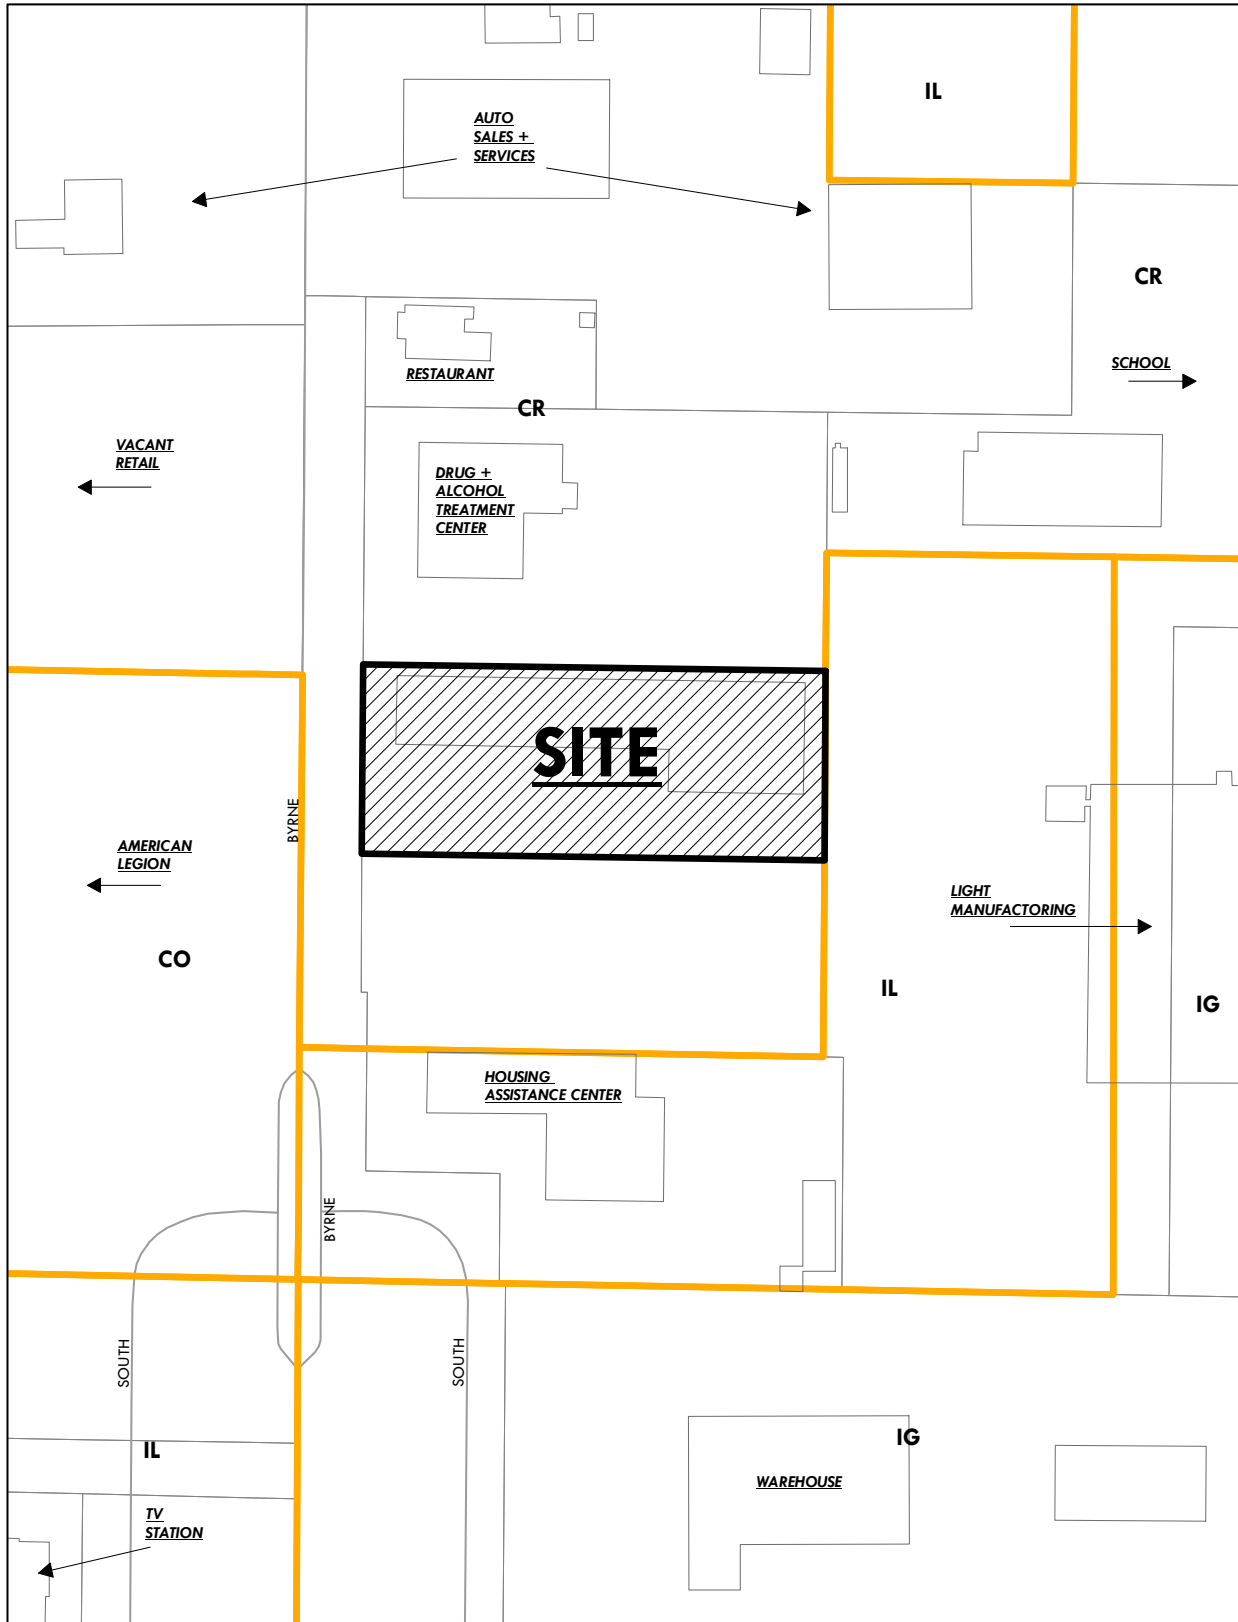 IL
AUTO
SALES +
SERVICES
CR
SCHOOL
RESTAURANT
CR
VACANT
RETAIL
DRUG +
ALCOHOL
TREATMENT
CENTER
SITE
BYRNE
AMERICAN
LEGION
LIGHT
MANUFACTORING
CO
IL
IG
HOUSING
ASSISTANCE CENTER
BYRNE
SOUTH
SOUTH
IL
IG
WAREHOUSE
TV
STATION